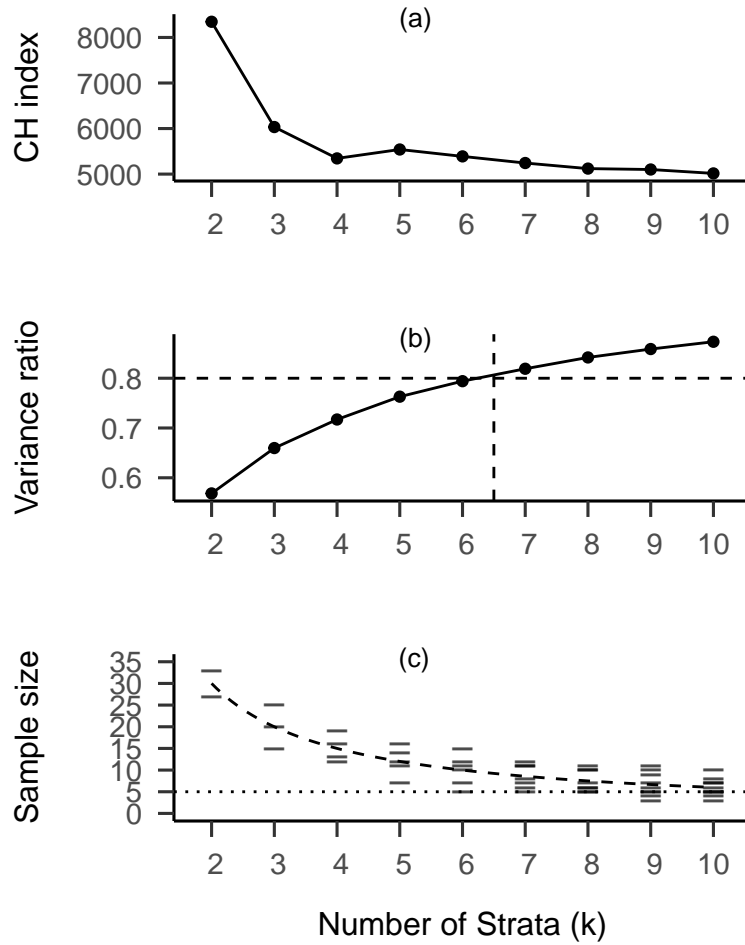 (a)
CH index
8000
7000
6000
5000
2 3 4 5 6 7 8 9 10
(b)
Variance ratio
0.8
0.7
0.6
2 3 4 5 6 7 8 9 10
(c)
Sample size
35
30
25
20
15
10
5
0
2 3 4 5 6 7 8 9 10
Number of Strata (k)